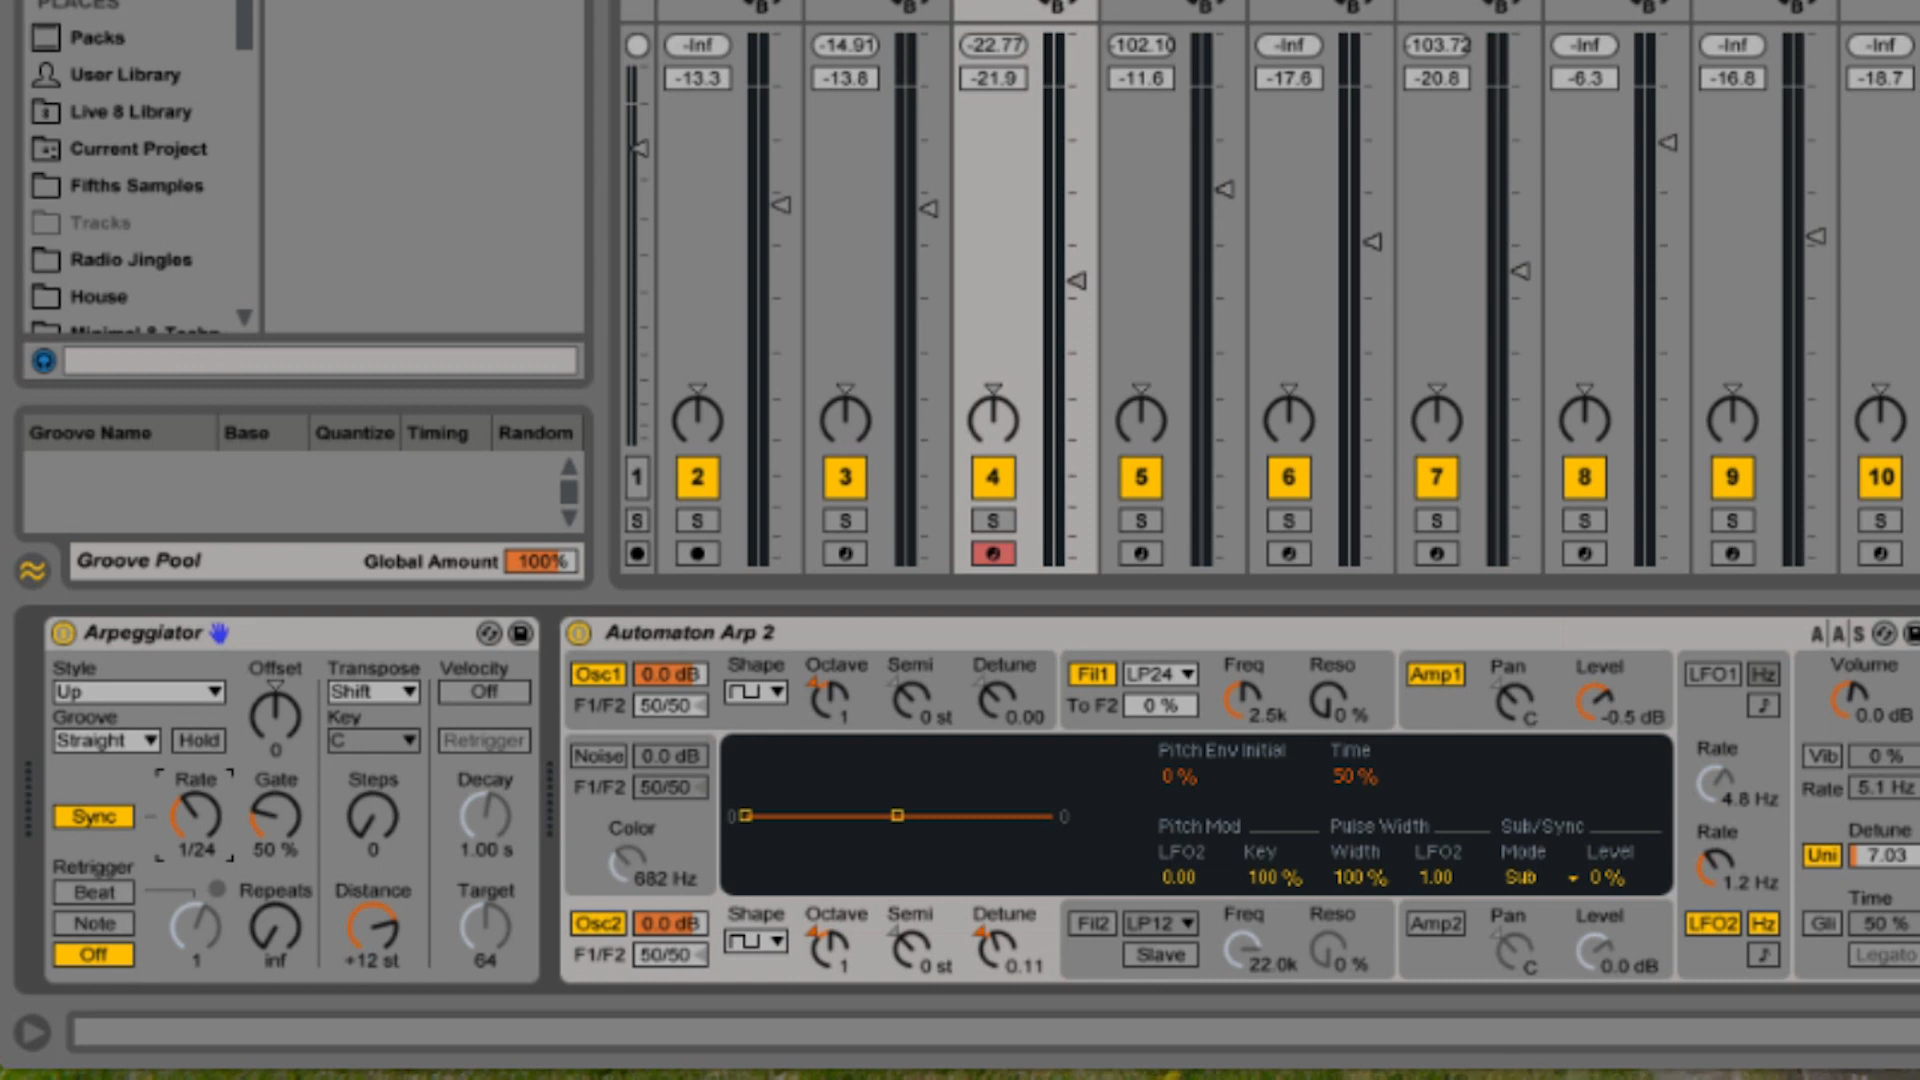 PLACES
Packs
User Library
Live 8 Library
Current Project
Fifths Samples
Tracks
Radio Jingles
House
Groove Name Base Quantize Timing Random
Groove Pool Global Amount 100%
-Inf -14.91 -22.77 -102.10 -Inf -103.72 -Inf -Inf -Inf
-13.3 -13.8 -21.9 -11.6 -17.6 -20.8 -6.3 -16.8 -18.7
1 2 3 4 5 6 7 8 9 10
S S S S S S S S S S
Arpeggiator
Style Offset Transpose Velocity
Up Shift Off
Groove Key
Straight Hold 0 C Retrigger
Rate Gate Steps Decay
Sync
1/24 50 % 0 1.00 s
Retrigger
Beat Repeats Distance Target
Note
Off 1 inf +12 st 64
Automaton Arp 2 A|A|S
Osc1 0.0 dB Shape Octave Semi Detune Fil1 LP24 Freq Reso Amp1 Pan Level LFO1 Hz Volume
F1/F2 50/50 1 0 st 0.00 To F2 0 % 2.5k 0 % C -0.5 dB 0.0 dB
Noise 0.0 dB Pitch Env Initial Time Rate Vib 0 %
F1/F2 50/50 0 % 50 % 4.8 Hz Rate 5.1 Hz
0 0
Color Pitch Mod Pulse Width Sub/Sync Rate Detune
LFO2 Key Width LFO2 Mode Level Uni 7.03
682 Hz 0.00 100 % 100 % 1.00 Sub 0 % 1.2 Hz
Osc2 0.0 dB Shape Octave Semi Detune Fil2 LP12 Freq Reso Amp2 Pan Level LFO2 Hz Time
Gli 50 %
F1/F2 50/50 1 0 st 0.11 Slave 22.0k 0 % C 0.0 dB Legato